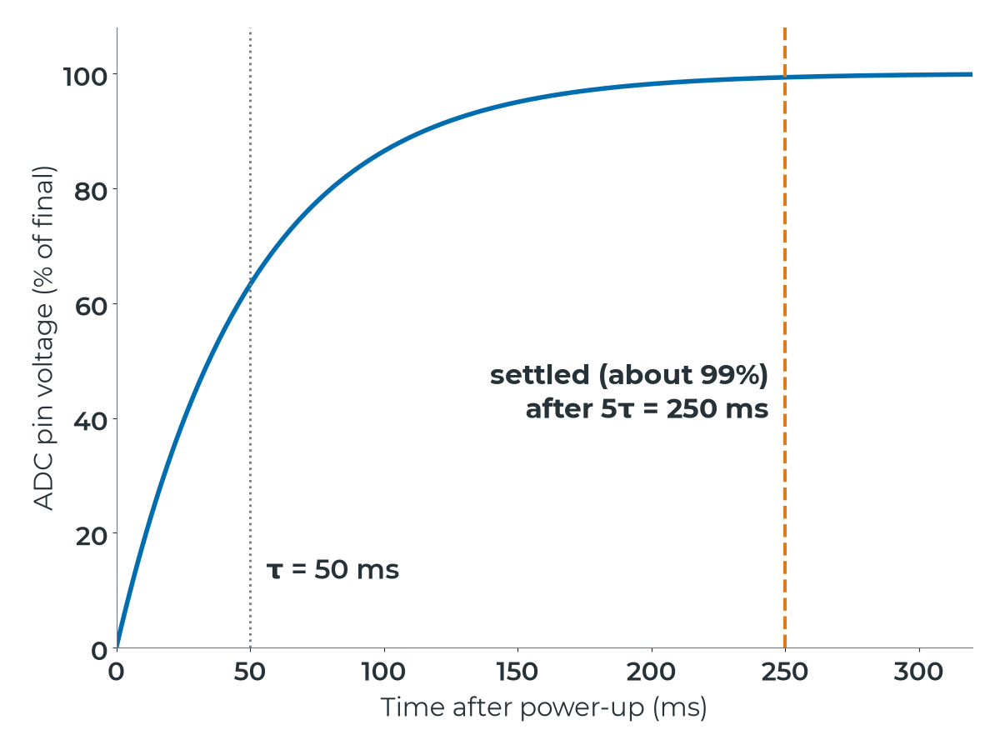 100
80
60
40
20
0
ADC pin voltage (% of final)
settled (about 99%)
after 5τ = 250 ms
τ = 50 ms
0 50 100 150 200 250 300
Time after power-up (ms)